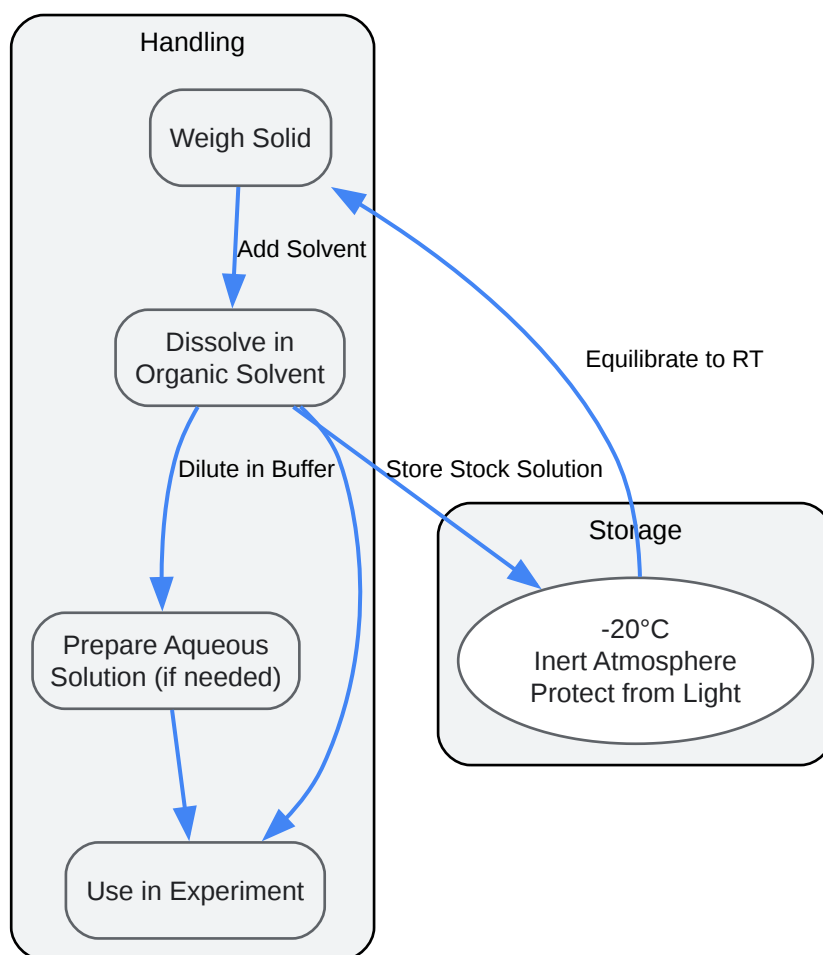 Handling
Weigh Solid
Add Solvent
Dissolve in
Organic Solvent
Equilibrate to RT
Dilute in Buffer
Store Stock Solution
Storage
-20°C
Inert Atmosphere
Protect from Light
Prepare Aqueous
Solution (if needed)
Use in Experiment